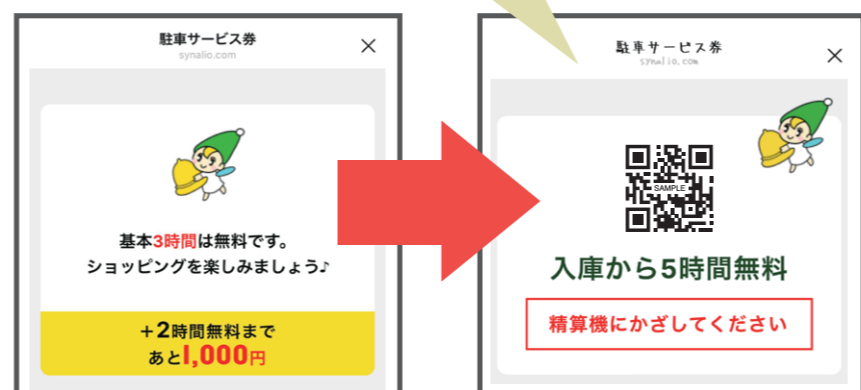 駐車サービス券
synalio.com
基本3時間は無料です。
ショッピングを楽しみましょう♪
+2時間無料まで
あと1,000円
駐車サービス券
synalio.com
SAMPLE
入庫から5時間無料
精算機にかざしてください